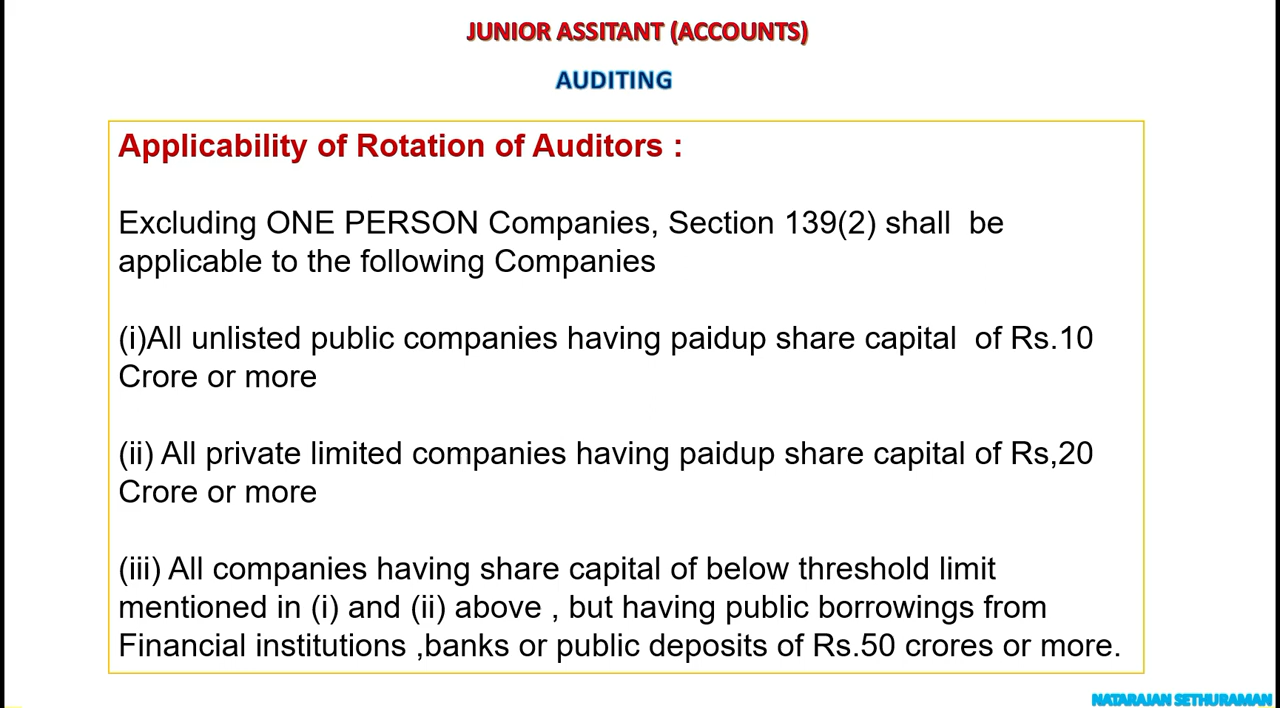 JUNIOR ASSITANT (ACCOUNTS)
AUDITING
Applicability of Rotation of Auditors :
Excluding ONE PERSON Companies, Section 139(2) shall be
applicable to the following Companies
(i)All unlisted public companies having paidup share capital of Rs.10
Crore or more
(ii) All private limited companies having paidup share capital of Rs,20
Crore or more
(iii) All companies having share capital of below threshold limit
mentioned in (i) and (ii) above , but having public borrowings from
Financial institutions ,banks or public deposits of Rs.50 crores or more.
NATARAJAN SETHURAMAN